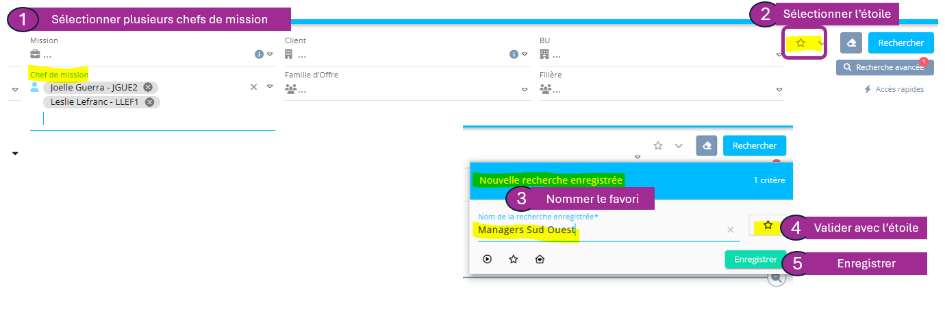 1 Sélectionner plusieurs chefs de mission
2 Sélectionner l'étoile
Mission
...
Client
...
BU
...
Rechercher
Chef de mission
Joelle Guerra - JGUE2
Leslie Lefranc - LLEF1
Famille d'Offre
...
Filière
...
Recherche avancée
1
Accès rapides
Rechercher
Nouvelle recherche enregistrée
1 critère
3 Nommer le favori
Nom de la recherche enregistrée*
Managers Sud Ouest
4 Valider avec l'étoile
Enregistrer
5 Enregistrer